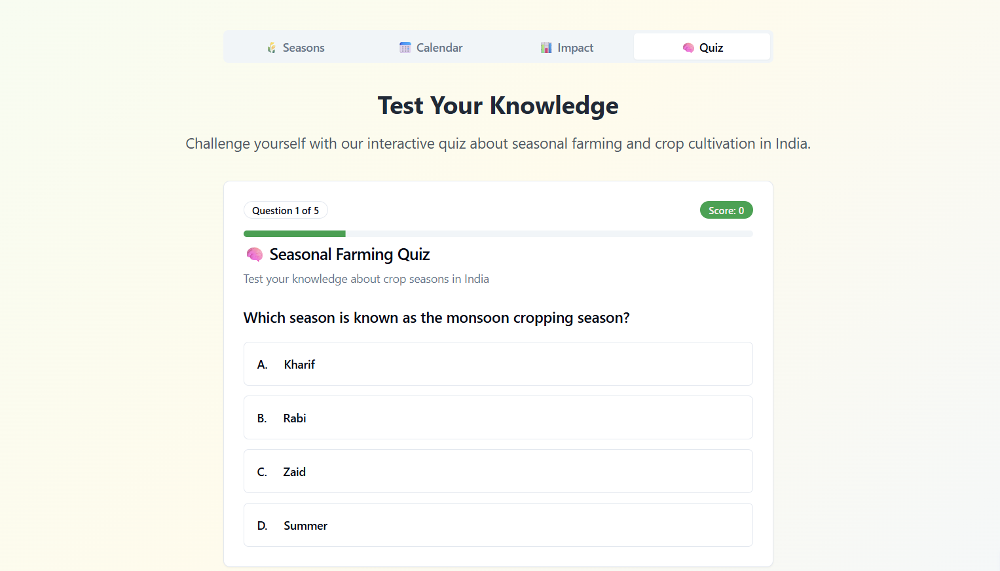 Seasons
Calendar
Impact
Quiz
Test Your Knowledge
Challenge yourself with our interactive quiz about seasonal farming and crop cultivation in India.
Question 1 of 5
Score: 0
Seasonal Farming Quiz
Test your knowledge about crop seasons in India
Which season is known as the monsoon cropping season?
A. Kharif
B. Rabi
C. Zaid
D. Summer